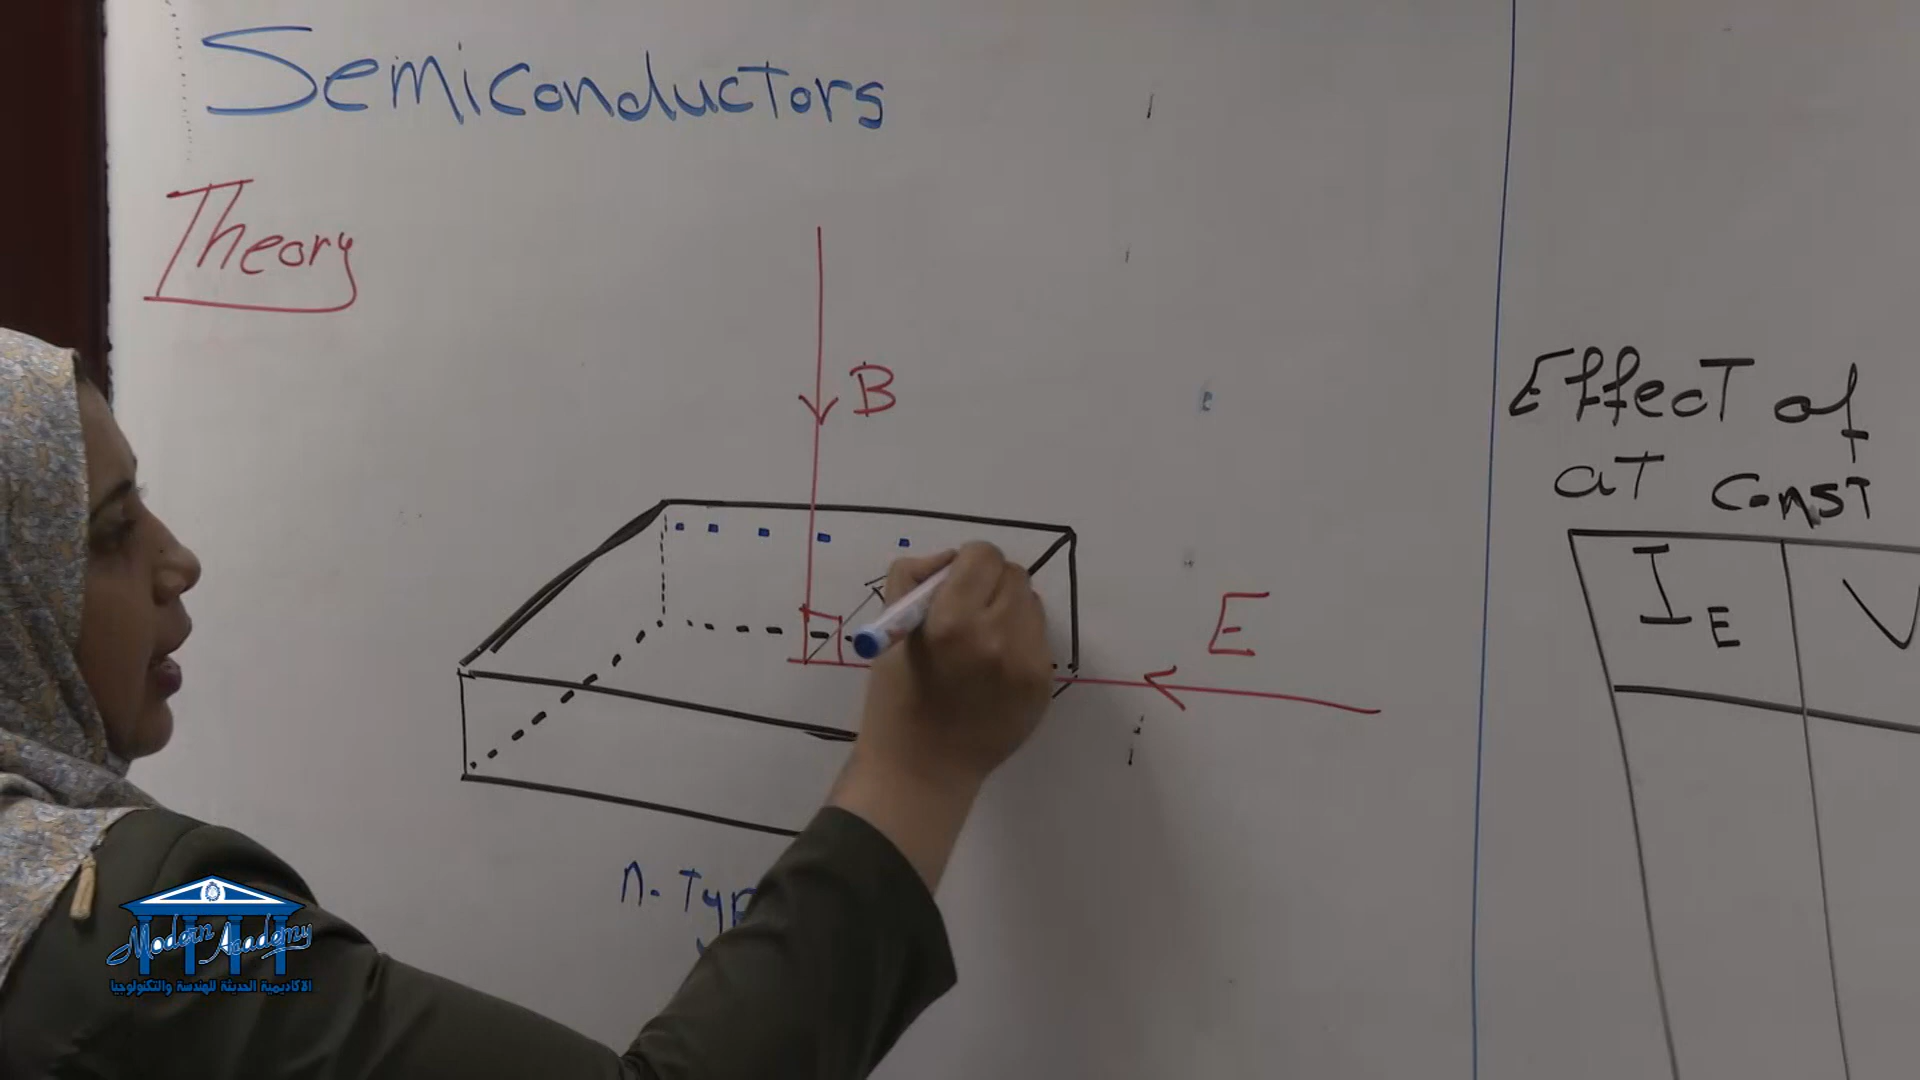 Semiconductors
Theory
B
E
n-Typ
Effect of
at const
I_E
V
Modern Academy
الأكاديمية الحديثة للهندسة والتكنولوجيا